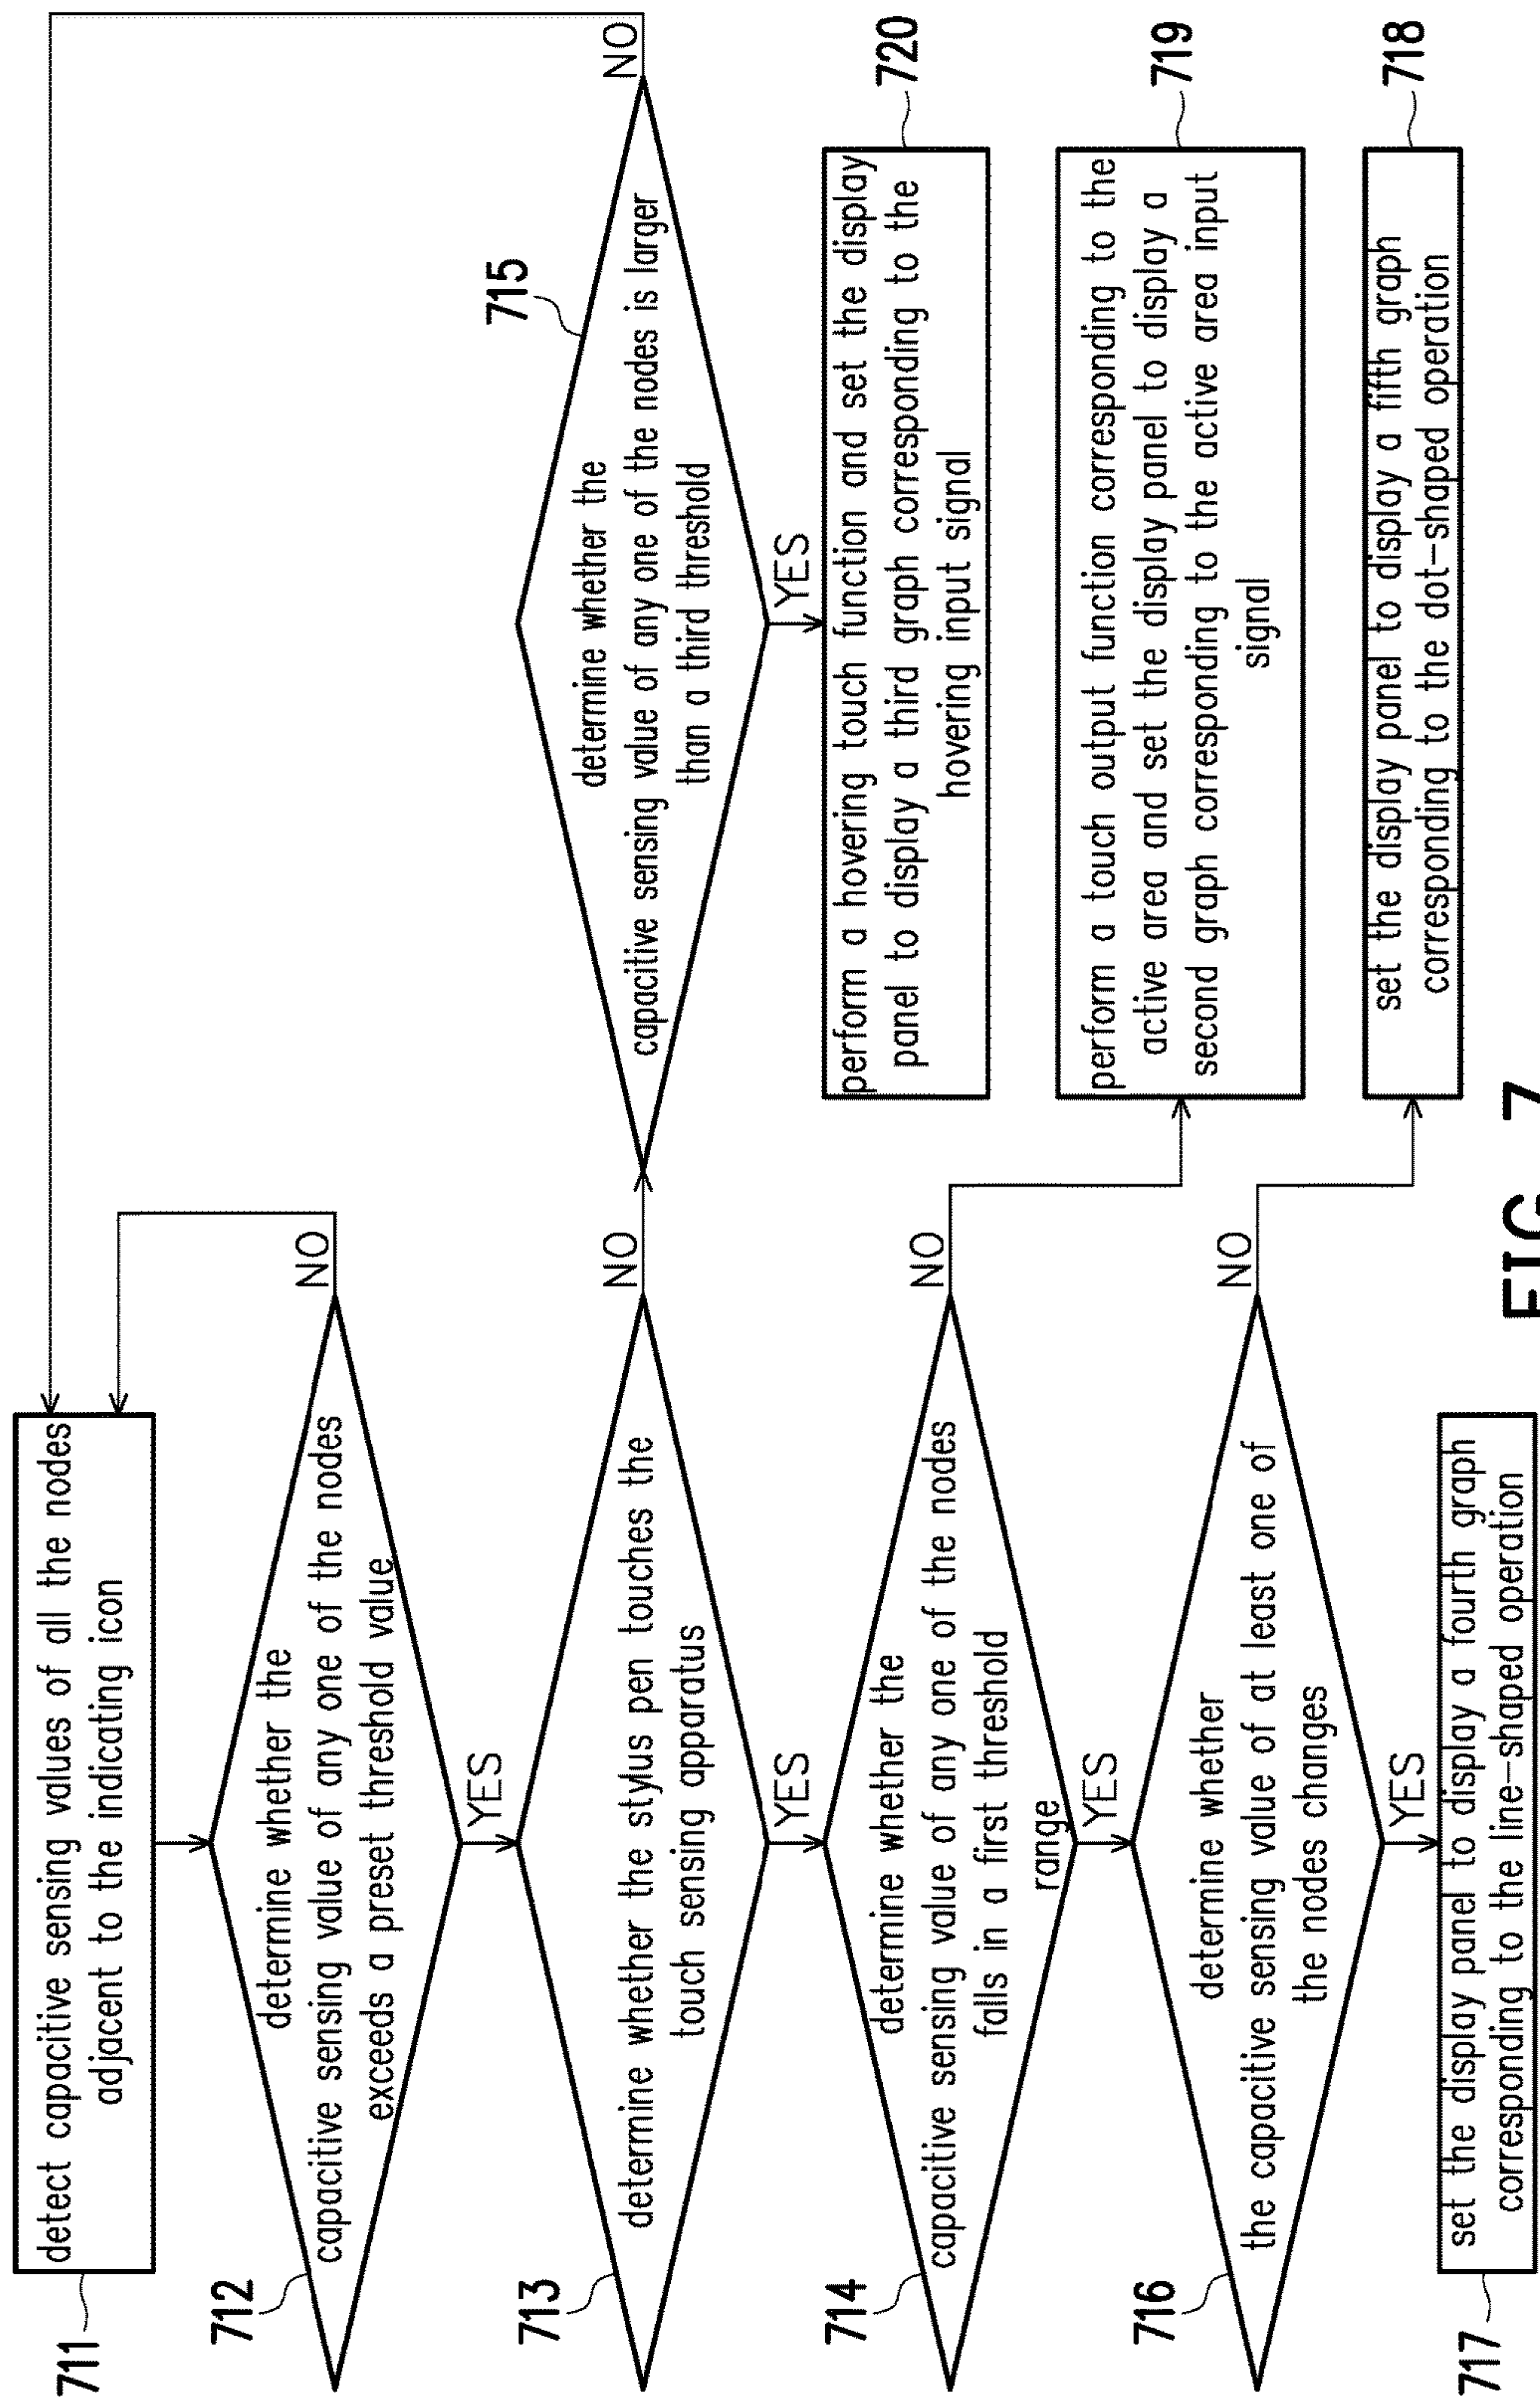 711
detect capacitive sensing values of all the nodes
adjacent to the indicating icon
712
determine whether the
capacitive sensing value of any one of the nodes
exceeds a preset threshold value
NO
YES
713
determine whether the stylus pen touches the
touch sensing apparatus
NO
YES
715
determine whether the
capacitive sensing value of any one of the nodes is larger
than a third threshold
NO
YES
714
determine whether the
capacitive sensing value of any one of the nodes
falls in a first threshold
range
NO
YES
720
perform a hovering touch function and set the display
panel to display a third graph corresponding to the
hovering input signal
716
determine whether
the capacitive sensing value of at least one of
the nodes changes
NO
YES
719
perform a touch output function corresponding to the
active area and set the display panel to display a
second graph corresponding to the active area input
signal
717
set the display panel to display a fourth graph
corresponding to the line-shaped operation
718
set the display panel to display a fifth graph
corresponding to the dot-shaped operation
FIG. 7